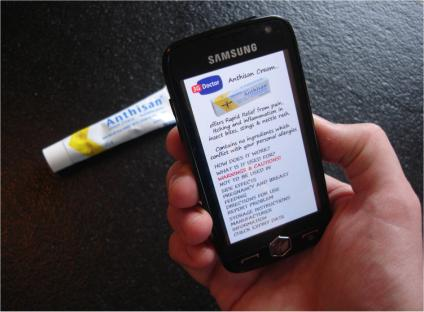 SAMSUNG
Doctor
Anthisan Cream...
Anthisan
offers Rapid Relief from pain,
itching and inflammation in
insect bites, stings & nettle rash.
Contains no ingredients which
conflict with your personal allergies
HOW DOES IT WORK?
WHAT IS IT USED FOR?
WARNINGS & CAUTIONS!
NOT TO BE USED IN
SIDE EFFECTS
PREGNANCY AND BREAST
FEEDING
DIRECTIONS FOR USE
REPORT PROBLEM
STORAGE INSTRUCTIONS
MANUFACTURER
INFORMATION
CHECK EXPIRY DATE
Anthisan